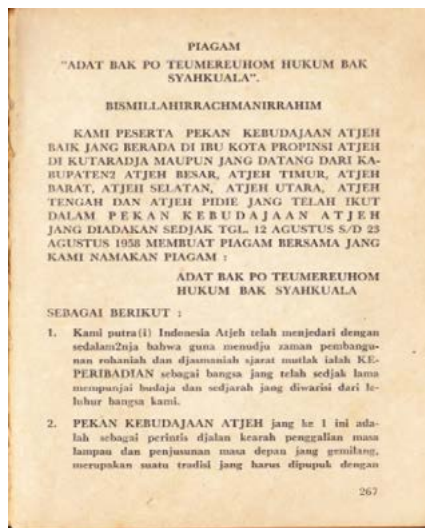 PIAGAM
"ADAT BAK PO TEUMEREUHOM HUKUM BAK
SYAHKUALA".
BISMILLAHIRRACHMANIRRAHIM
KAMI PESERTA PEKAN KEBUDAJAAN ATJEH
BAIK JANG BERADA DI IBU KOTA PROPINSI ATJEH
DI KUTARADJA MAUPUN JANG DATANG DARI KA-
BUPATEN2 ATJEH BESAR, ATJEH TIMUR, ATJEH
BARAT, ATJEH SELATAN, ATJEH UTARA, ATJEH
TENGAH DAN ATJEH PIDIE JANG TELAH IKUT
DALAM PEKAN KEBUDAJAAN ATJEH
JANG DIADAKAN SEDJAK TGL. 12 AGUSTUS S/D 23
AGUSTUS 1958 MEMBUAT PIAGAM BERSAMA JANG
KAMI NAMAKAN PIAGAM :
ADAT BAK PO TEUMEREUHOM
HUKUM BAK SYAHKUALA
SEBAGAI BERIKUT :
1. Kami putra(i) Indonesia Atjeh telah menjedari dengan
sedalam2nja bahwa guna menudju zaman pembangu-
nan rohaniah dan djasmaniah sjarat mutlak ialah KE-
PERIBADIAN sebagai bangsa jang telah sedjak lama
mempunjai budaja dan sedjarah jang diwarisi dari le-
luhur bangsa kami.
2. PEKAN KEBUDAJAAN ATJEH jang ke 1 ini ada-
lah sebagai perintis djalan kearah penggalian masa
lampau dan penjusunan masa depan jang gemilang,
merupakan suatu tradisi jang harus dipupuk dengan
267